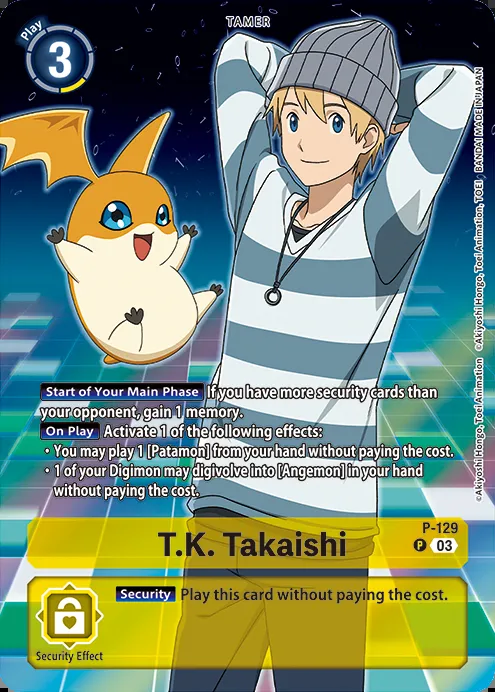 TAMER
Play
3
Start of Your Main Phase If you have more security cards than
your opponent, gain 1 memory.
On Play Activate 1 of the following effects:
・You may play 1 [Patamon] from your hand without paying the cost.
・1 of your Digimon may digivolve into [Angemon] in your hand
without paying the cost.
©Akiyoshi Hongo, Toei Animation ©Akiyoshi Hongo, Toei Animation, TOEI BANDAI MADE IN JAPAN
P-129
T.K. Takaishi
P 03
Security Play this card without paying the cost.
Security Effect